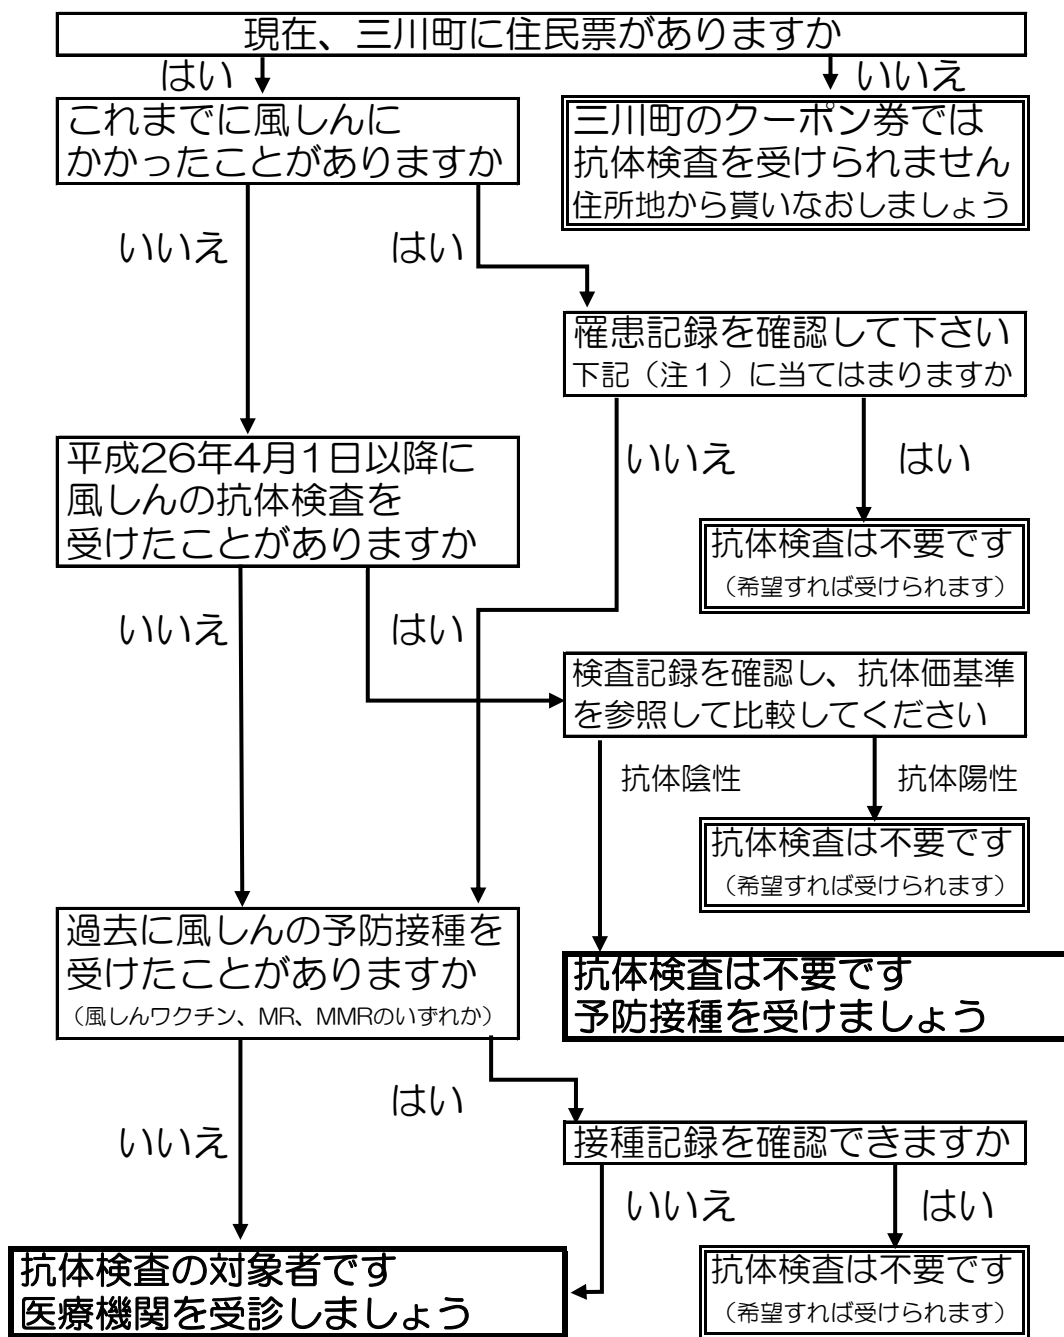 現在、三川町に住民票がありますか
はい
いいえ
これまでに風しんに
かかったことがありますか
三川町のクーポン券では
抗体検査を受けられません
住所地から貰いなおしましょう
いいえ
はい
罹患記録を確認して下さい
下記（注１）に当てはまりますか
平成26年4月1日以降に
風しんの抗体検査を
受けたことがありますか
いいえ
はい
抗体検査は不要です
（希望すれば受けられます）
いいえ
はい
検査記録を確認し、抗体価基準
を参照して比較してください
抗体陰性
抗体陽性
抗体検査は不要です
（希望すれば受けられます）
過去に風しんの予防接種を
受けたことがありますか
（風しんワクチン、MR、MMRのいずれか）
抗体検査は不要です
予防接種を受けましょう
はい
いいえ
接種記録を確認できますか
いいえ
はい
抗体検査の対象者です
医療機関を受診しましょう
抗体検査は不要です
（希望すれば受けられます）